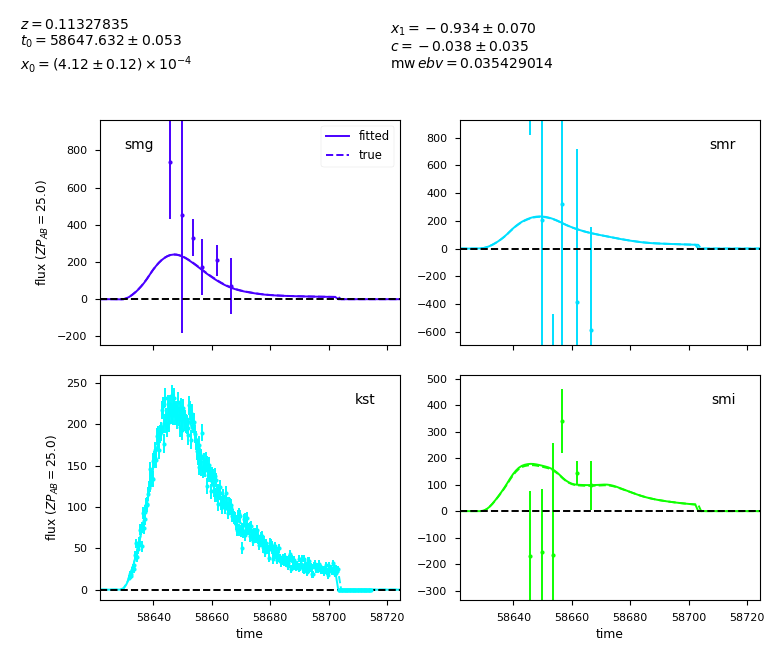 z = 0.11327835
t₀ = 58647.632 ± 0.053
x₀ = (4.12 ± 0.12) × 10⁻⁴
x₁ = −0.934 ± 0.070
c = −0.038 ± 0.035
mw ebv = 0.035429014
smg
fitted
true
800
600
400
200
0
−200
flux (ZP_AB = 25.0)
smr
800
600
400
200
0
−200
−400
−600
kst
250
200
150
100
50
0
flux (ZP_AB = 25.0)
58640 58660 58680 58700 58720
time
smi
500
400
300
200
100
0
−100
−200
−300
58640 58660 58680 58700 58720
time